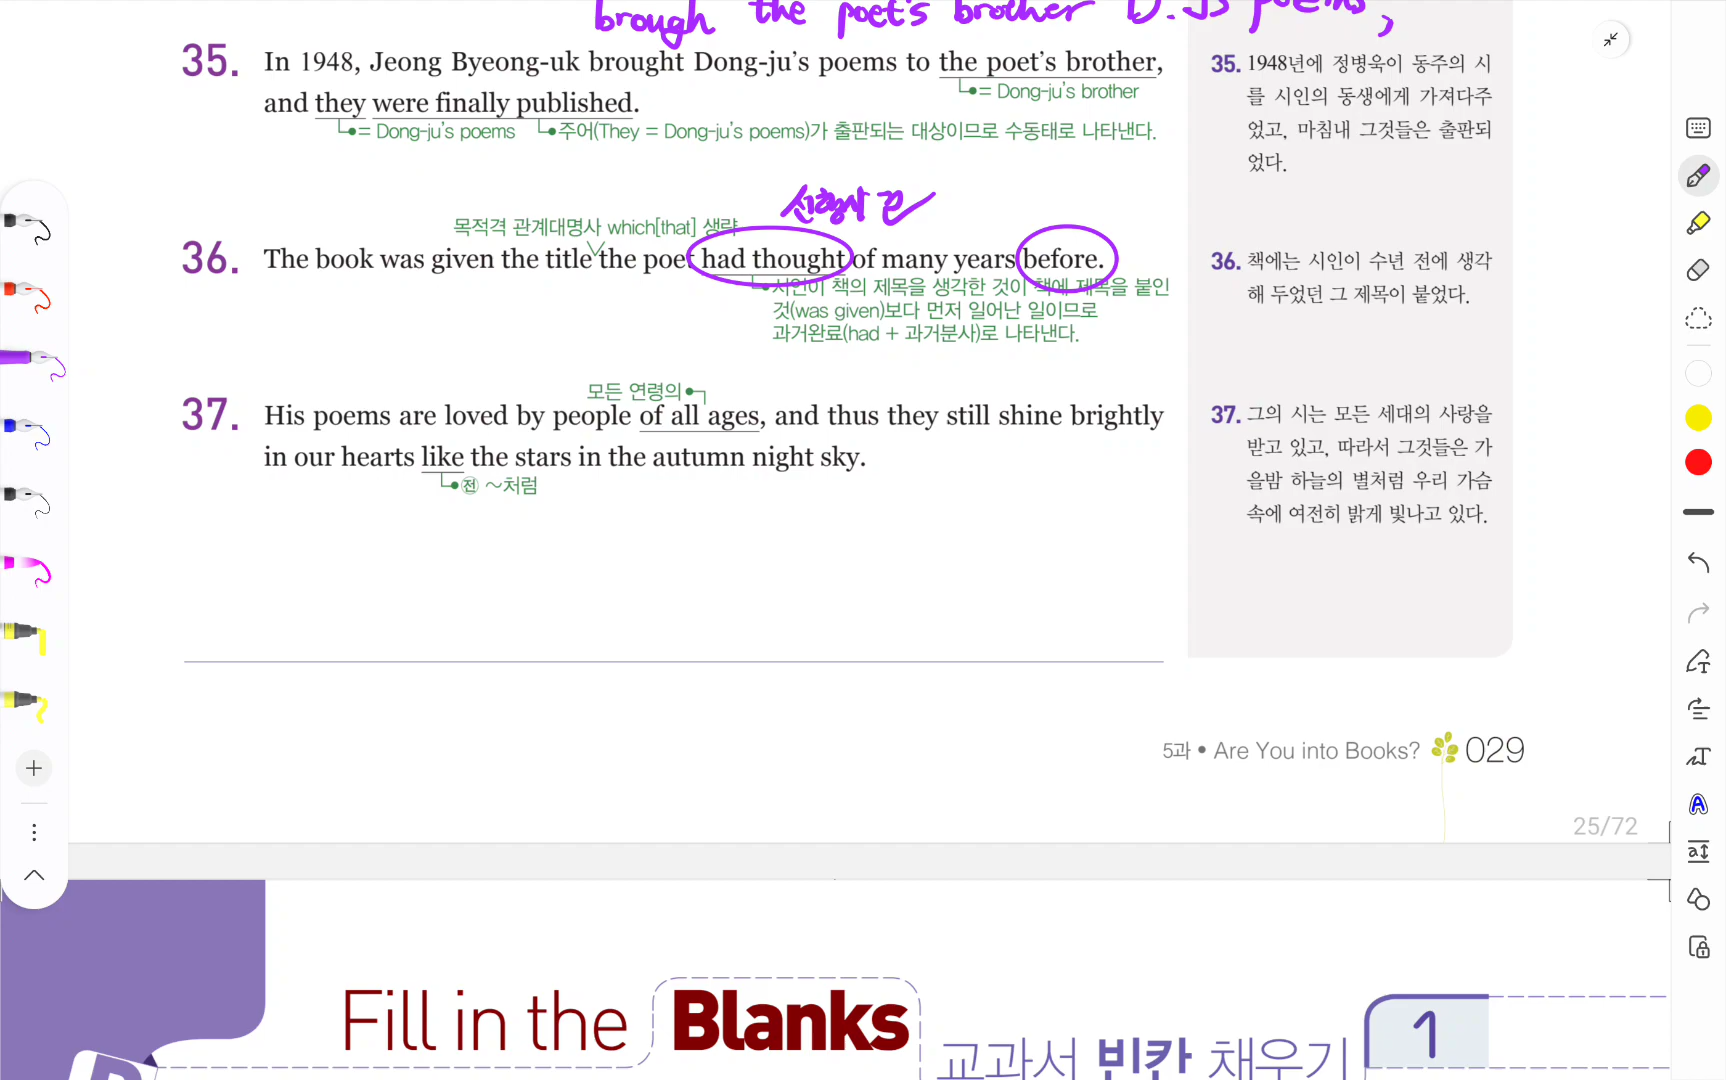 brough the poet's brother D.J's poems,
35. In 1948, Jeong Byeong-uk brought Dong-ju's poems to the poet's brother,
= Dong-ju's brother
and they were finally published.
= Dong-ju's poems 주어(They = Dong-ju's poems)가 출판되는 대상이므로 수동태로 나타낸다.
35. 1948년에 정병욱이 동주의 시
를 시인의 동생에게 가져다주
었고, 마침내 그것들은 출판되
었다.
목적격 관계대명사 which[that] 생략
36. The book was given the title the poet had thought of many years before.
시인이 책의 제목을 생각한 것이 책에 제목을 붙인
것(was given)보다 먼저 일어난 일이므로
과거완료(had + 과거분사)로 나타낸다.
36. 책에는 시인이 수년 전에 생각
해 두었던 그 제목이 붙었다.
모든 연령의
37. His poems are loved by people of all ages, and thus they still shine brightly
in our hearts like the stars in the autumn night sky.
전 ~처럼
37. 그의 시는 모든 세대의 사랑을
받고 있고, 따라서 그것들은 가
을밤 하늘의 별처럼 우리 가슴
속에 여전히 밝게 빛나고 있다.
5과 • Are You into Books? 029
25/72
Fill in the Blanks
교과서 빈칸 채우기 1